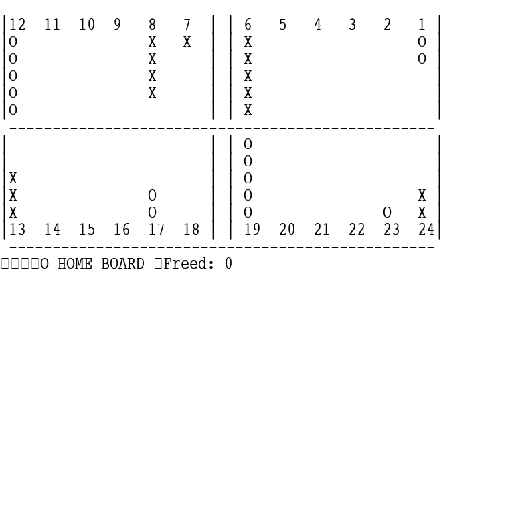 |12  11  10  9   8  7  | | 6   5   4   3   2   1 |
|O               X   X  | | X                   O |
|O               X      | | X                   O |
|O               X      | | X                     |
|O               X      | | X                     |
|O                      | | X                     |
-------------------------------------------------
|                       | | O                     |
|                       | | O                     |
|X                      | | O                     |
|X               O      | | O                   X |
|X               O      | | O               O   X |
|13  14  15  16  17  18 | | 19  20  21  22  23  24|
-------------------------------------------------
□□□□O HOME BOARD □Freed: 0